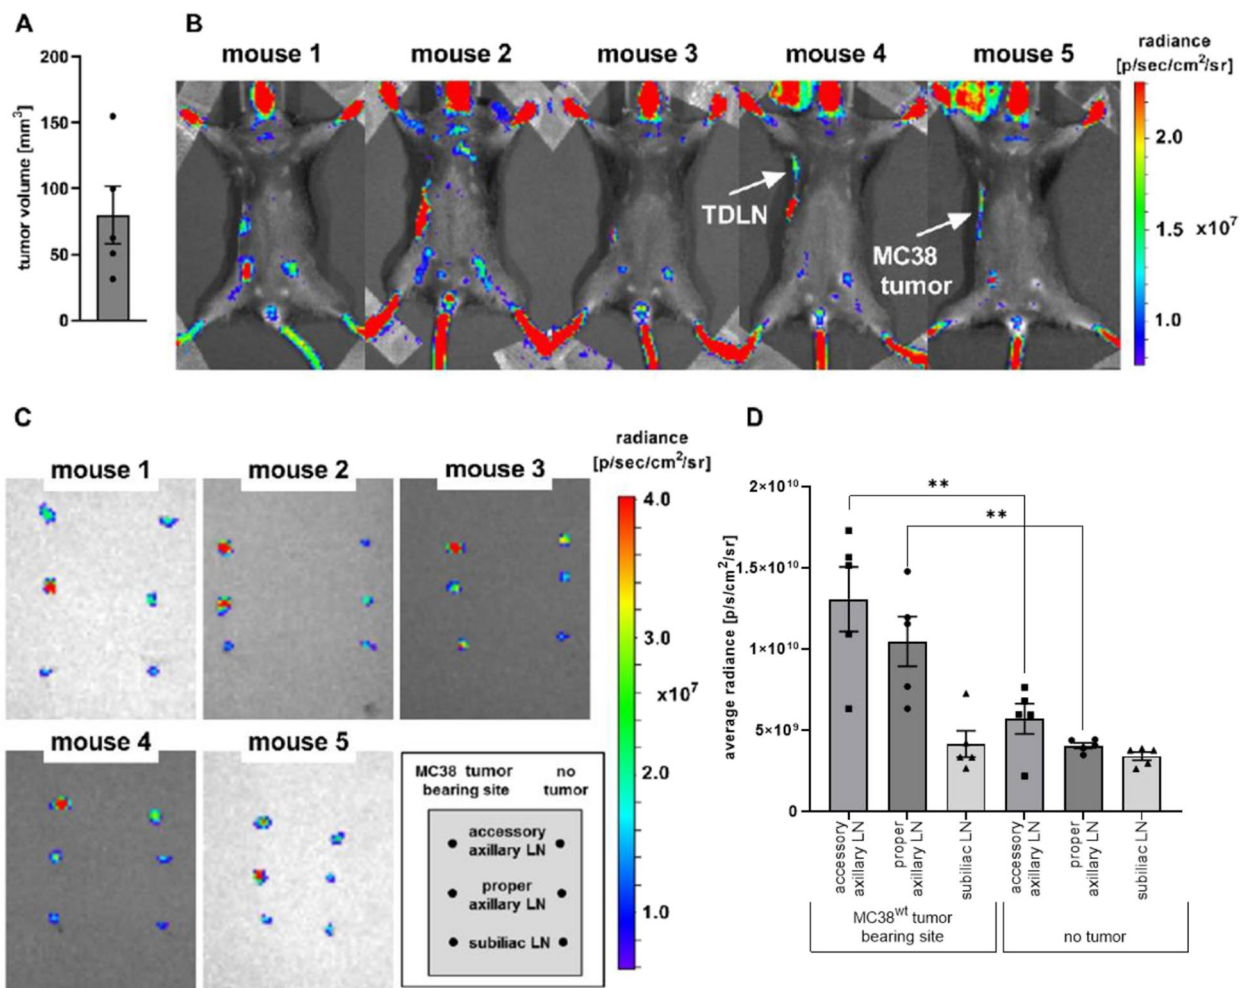 A
200
150
100
50
0
tumor volume [mm³]
B
mouse 1
mouse 2
mouse 3
mouse 4
mouse 5
TDLN
MC38
tumor
radiance
[p/sec/cm²/sr]
2.0
1.5
x10⁷
1.0
C
mouse 1
mouse 2
mouse 3
mouse 4
mouse 5
MC38 tumor
bearing site
no
tumor
accessory
axillary LN
proper
axillary LN
subiliac LN
radiance
[p/sec/cm²/sr]
4.0
3.0
x10⁷
2.0
1.0
D
average radiance [p/s/cm²/sr]
2×10¹⁰
1.5×10¹⁰
1×10¹⁰
5×10⁹
0
**
**
accessory
axillary LN
proper
axillary LN
subiliac LN
accessory
axillary LN
proper
axillary LN
subiliac LN
MC38ʷᵗ tumor
bearing site
no tumor